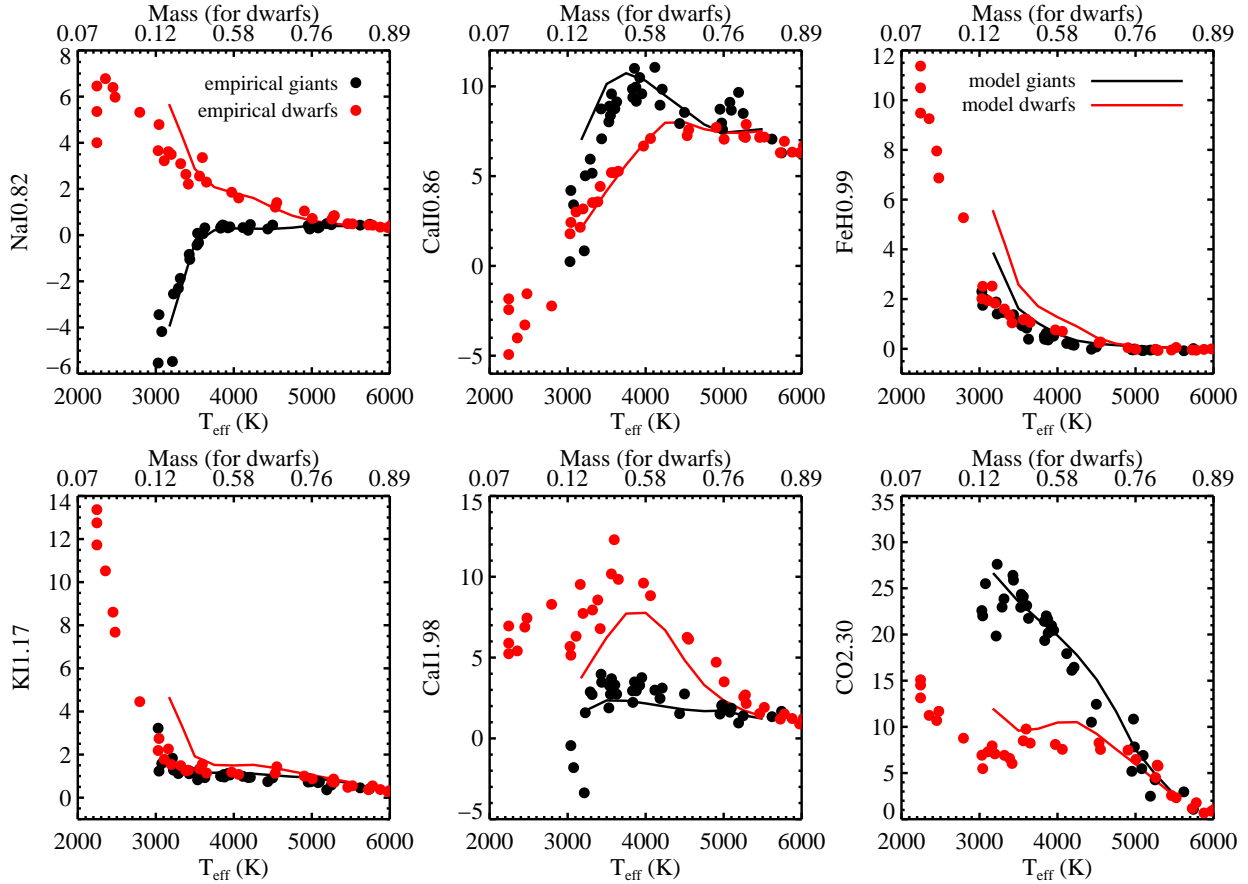 Mass (for dwarfs) Mass (for dwarfs) Mass (for dwarfs)
0.07 0.12 0.58 0.76 0.89 0.07 0.12 0.58 0.76 0.89 0.07 0.12 0.58 0.76 0.89
NaI0.82
8
6
4
2
0
−2
−4
−6
empirical giants
empirical dwarfs
2000 3000 4000 5000 6000
T_eff (K)
CaII0.86
10
5
0
−5
2000 3000 4000 5000 6000
T_eff (K)
FeH0.99
12
10
8
6
4
2
0
model giants
model dwarfs
2000 3000 4000 5000 6000
T_eff (K)
Mass (for dwarfs) Mass (for dwarfs) Mass (for dwarfs)
0.07 0.12 0.58 0.76 0.89 0.07 0.12 0.58 0.76 0.89 0.07 0.12 0.58 0.76 0.89
KI1.17
14
12
10
8
6
4
2
0
2000 3000 4000 5000 6000
T_eff (K)
CaI1.98
15
10
5
0
−5
2000 3000 4000 5000 6000
T_eff (K)
CO2.30
35
30
25
20
15
10
5
0
2000 3000 4000 5000 6000
T_eff (K)